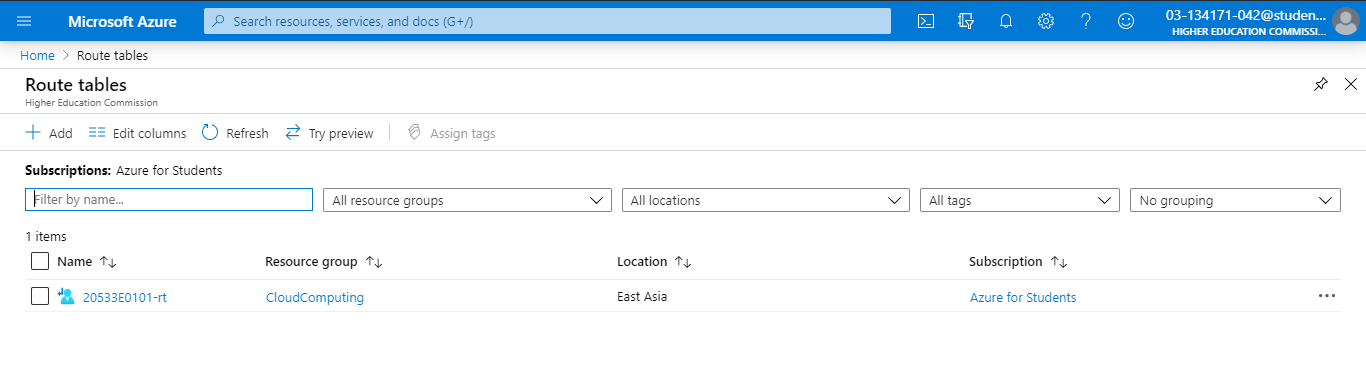 Microsoft Azure Search resources, services, and docs (G+/) 03-134171-042@studen...
HIGHER EDUCATION COMMISSI...
Home > Route tables
Route tables
Higher Education Commission
Add Edit columns Refresh Try preview Assign tags
Subscriptions: Azure for Students
Filter by name... All resource groups All locations All tags No grouping
1 items
Name Resource group Location Subscription
20533E0101-rt CloudComputing East Asia Azure for Students